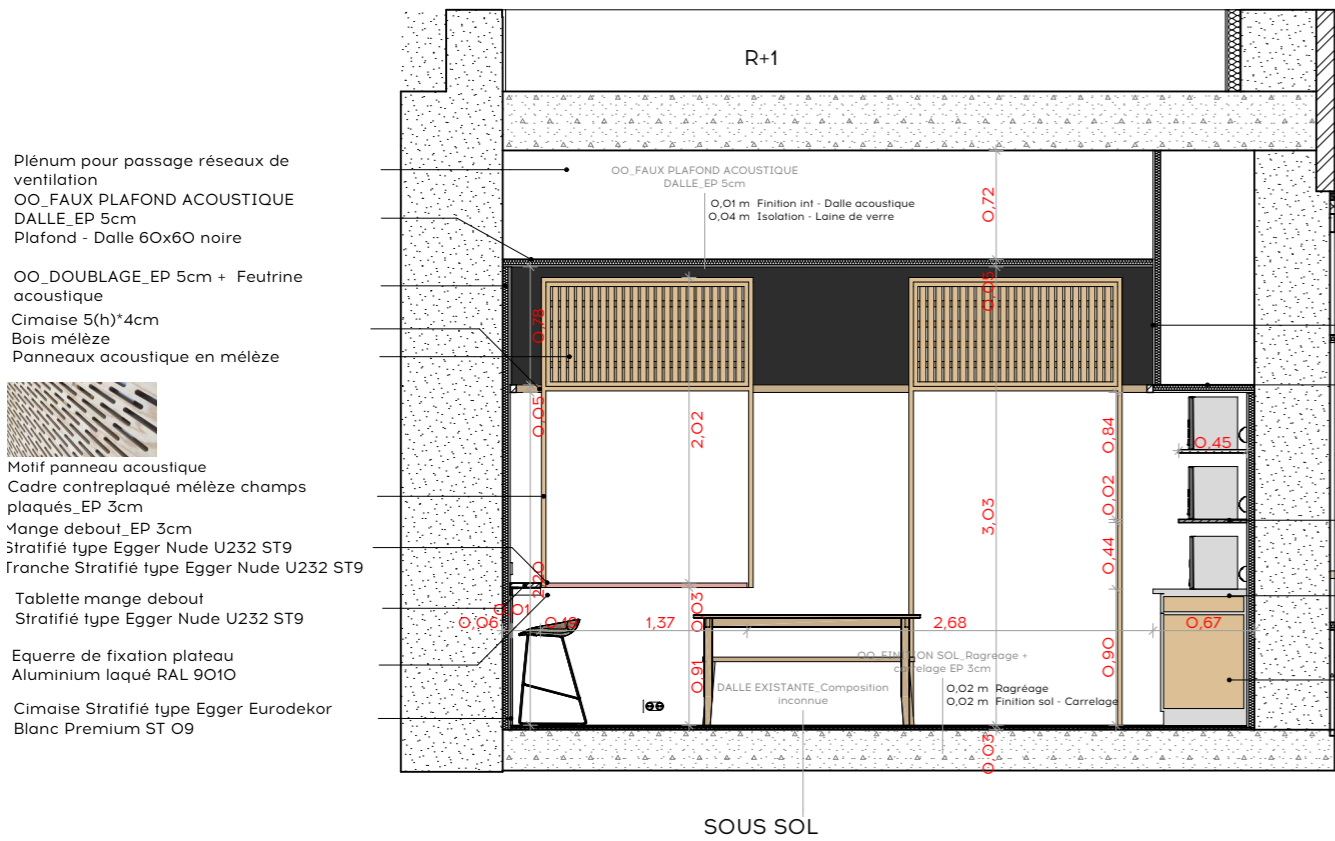 R+1
Plénum pour passage réseaux de
ventilation
OO_FAUX PLAFOND ACOUSTIQUE
DALLE_EP 5cm
Plafond - Dalle 60x60 noire
OO_DOUBLAGE_EP 5cm + Feutrine
acoustique
Cimaise 5(h)*4cm
Bois mélèze
Panneaux acoustique en mélèze
Motif panneau acoustique
Cadre contreplaqué mélèze champs
plaqués_EP 3cm
Mange debout_EP 3cm
Stratifié type Egger Nude U232 ST9
Tranche Stratifié type Egger Nude U232 ST9
Tablette mange debout
Stratifié type Egger Nude U232 ST9
Equerre de fixation plateau
Aluminium laqué RAL 9010
Cimaise Stratifié type Egger Eurodekor
Blanc Premium ST 09
OO_FAUX PLAFOND ACOUSTIQUE
DALLE_EP 5cm
0,01 m Finition int - Dalle acoustique
0,04 m Isolation - Laine de verre
0,72
0,05
0,78
0,05
2,02
3,03
0,84
0,45
0,02
0,44
2,20
0,01
0,06
0,19
1,37
0,03
2,68
0,67
0,91
0,90
OO_FINITION SOL_Ragreage +
carrelage EP 3cm
DALLE EXISTANTE_Composition
inconnue
0,02 m Ragréage
0,02 m Finition sol - Carrelage
0,03
SOUS SOL